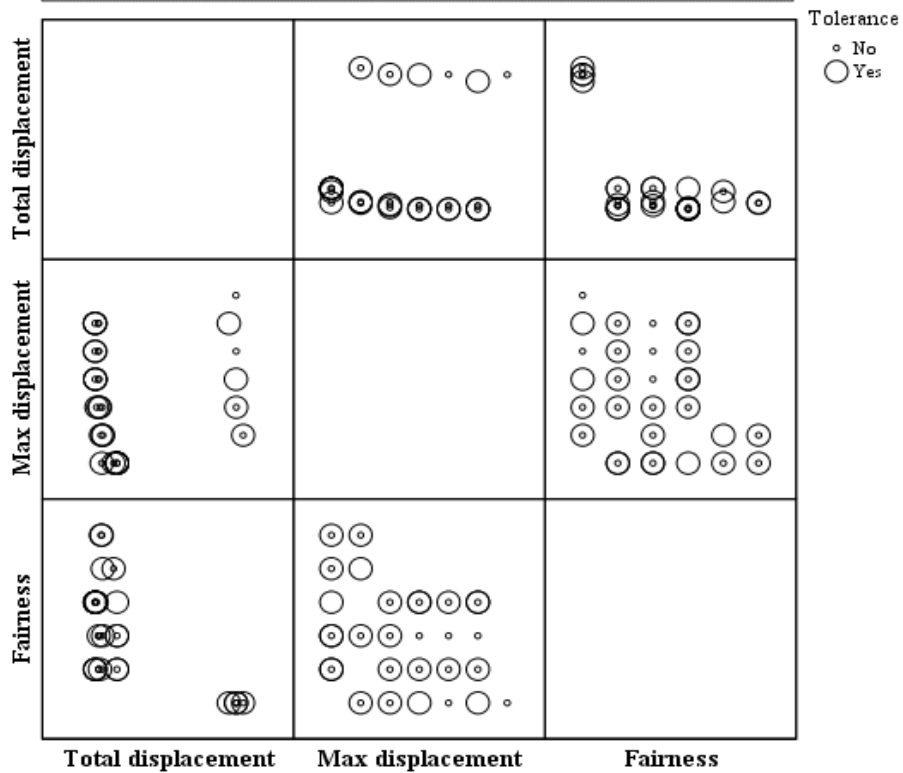 Tolerance
No
Yes
Total displacement
Max displacement
Fairness
Total displacement
Max displacement
Fairness